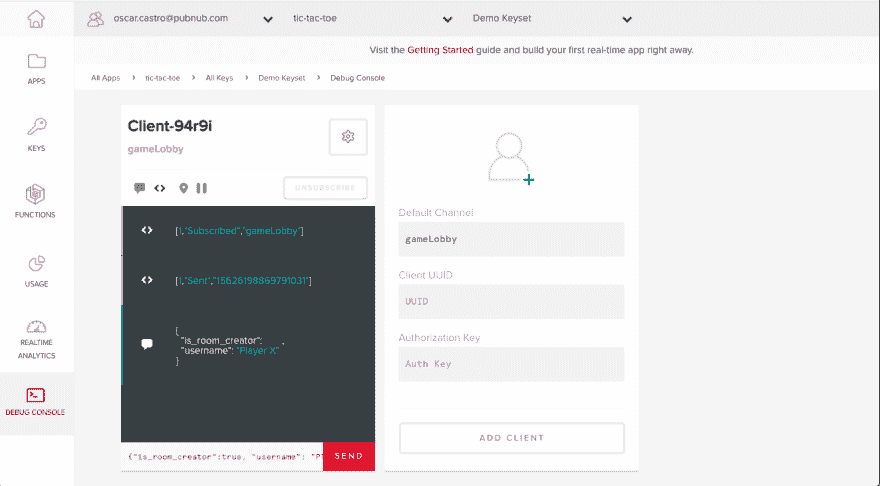 oscar.castro@pubnub.com
tic-tac-toe
Demo Keyset
Visit the Getting Started guide and build your first real-time app right away.
All Apps > tic-tac-toe > All Keys > Demo Keyset > Debug Console
APPS
KEYS
FUNCTIONS
USAGE
REALTIME
ANALYTICS
DEBUG CONSOLE
Client-94r9i
gameLobby
UNSUBSCRIBE
[1,"Subscribed","gameLobby"]
[1,"Sent","15626198869791031"]
{
"is_room_creator": ,
"username": "Player X"
}
{"is_room_creator":true, "username": "Pl
SEND
Default Channel
gameLobby
Client UUID
UUID
Authorization Key
Auth Key
ADD CLIENT